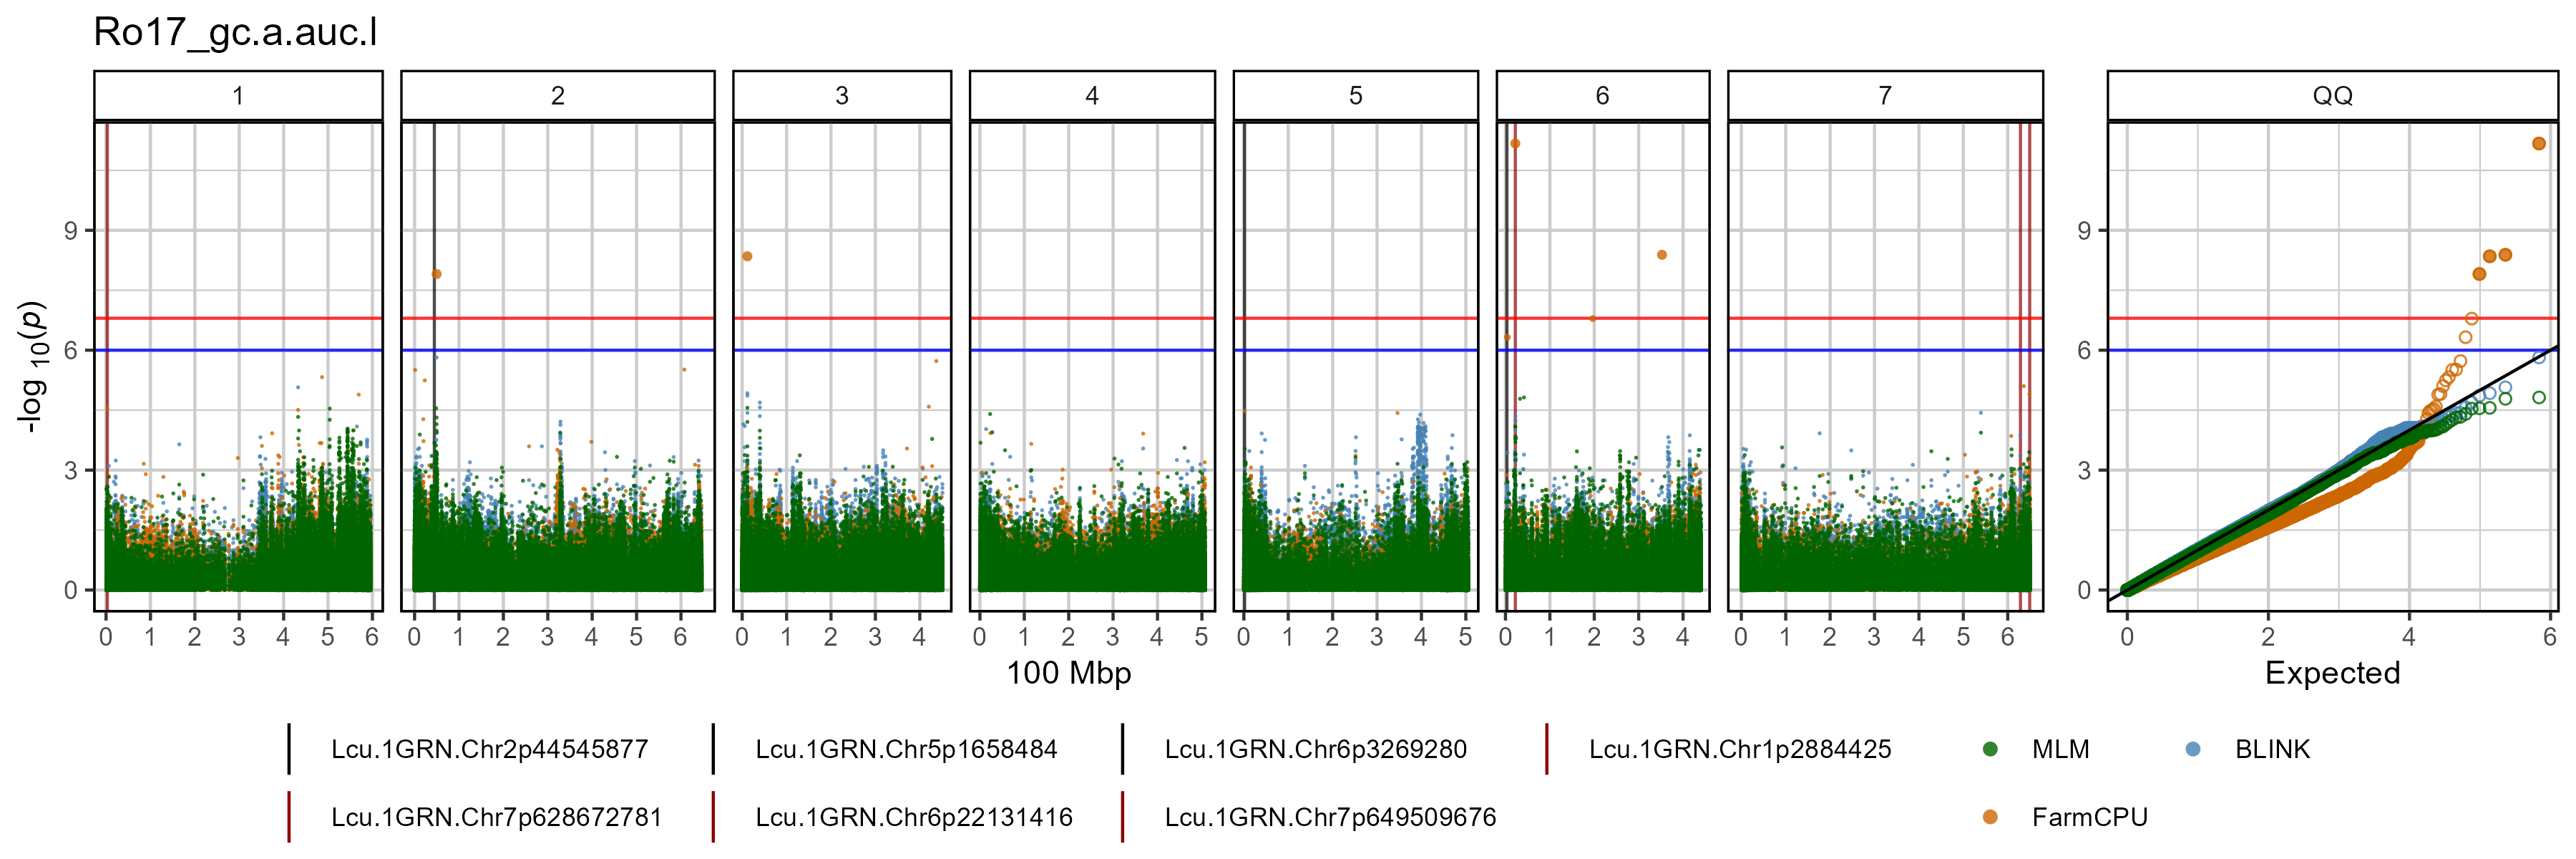 Ro17_gc.a.auc.l
1 2 3 4 5 6 7 QQ
9 9
6 6
3 3
0 0
-log 10(p)
0 1 2 3 4 5 6 0 1 2 3 4 5 6 0 1 2 3 4 0 1 2 3 4 5 0 1 2 3 4 5 0 1 2 3 4 0 1 2 3 4 5 6 0 2 4 6
100 Mbp Expected
Lcu.1GRN.Chr2p44545877 Lcu.1GRN.Chr5p1658484 Lcu.1GRN.Chr6p3269280 Lcu.1GRN.Chr1p2884425 MLM BLINK
Lcu.1GRN.Chr7p628672781 Lcu.1GRN.Chr6p22131416 Lcu.1GRN.Chr7p649509676 FarmCPU